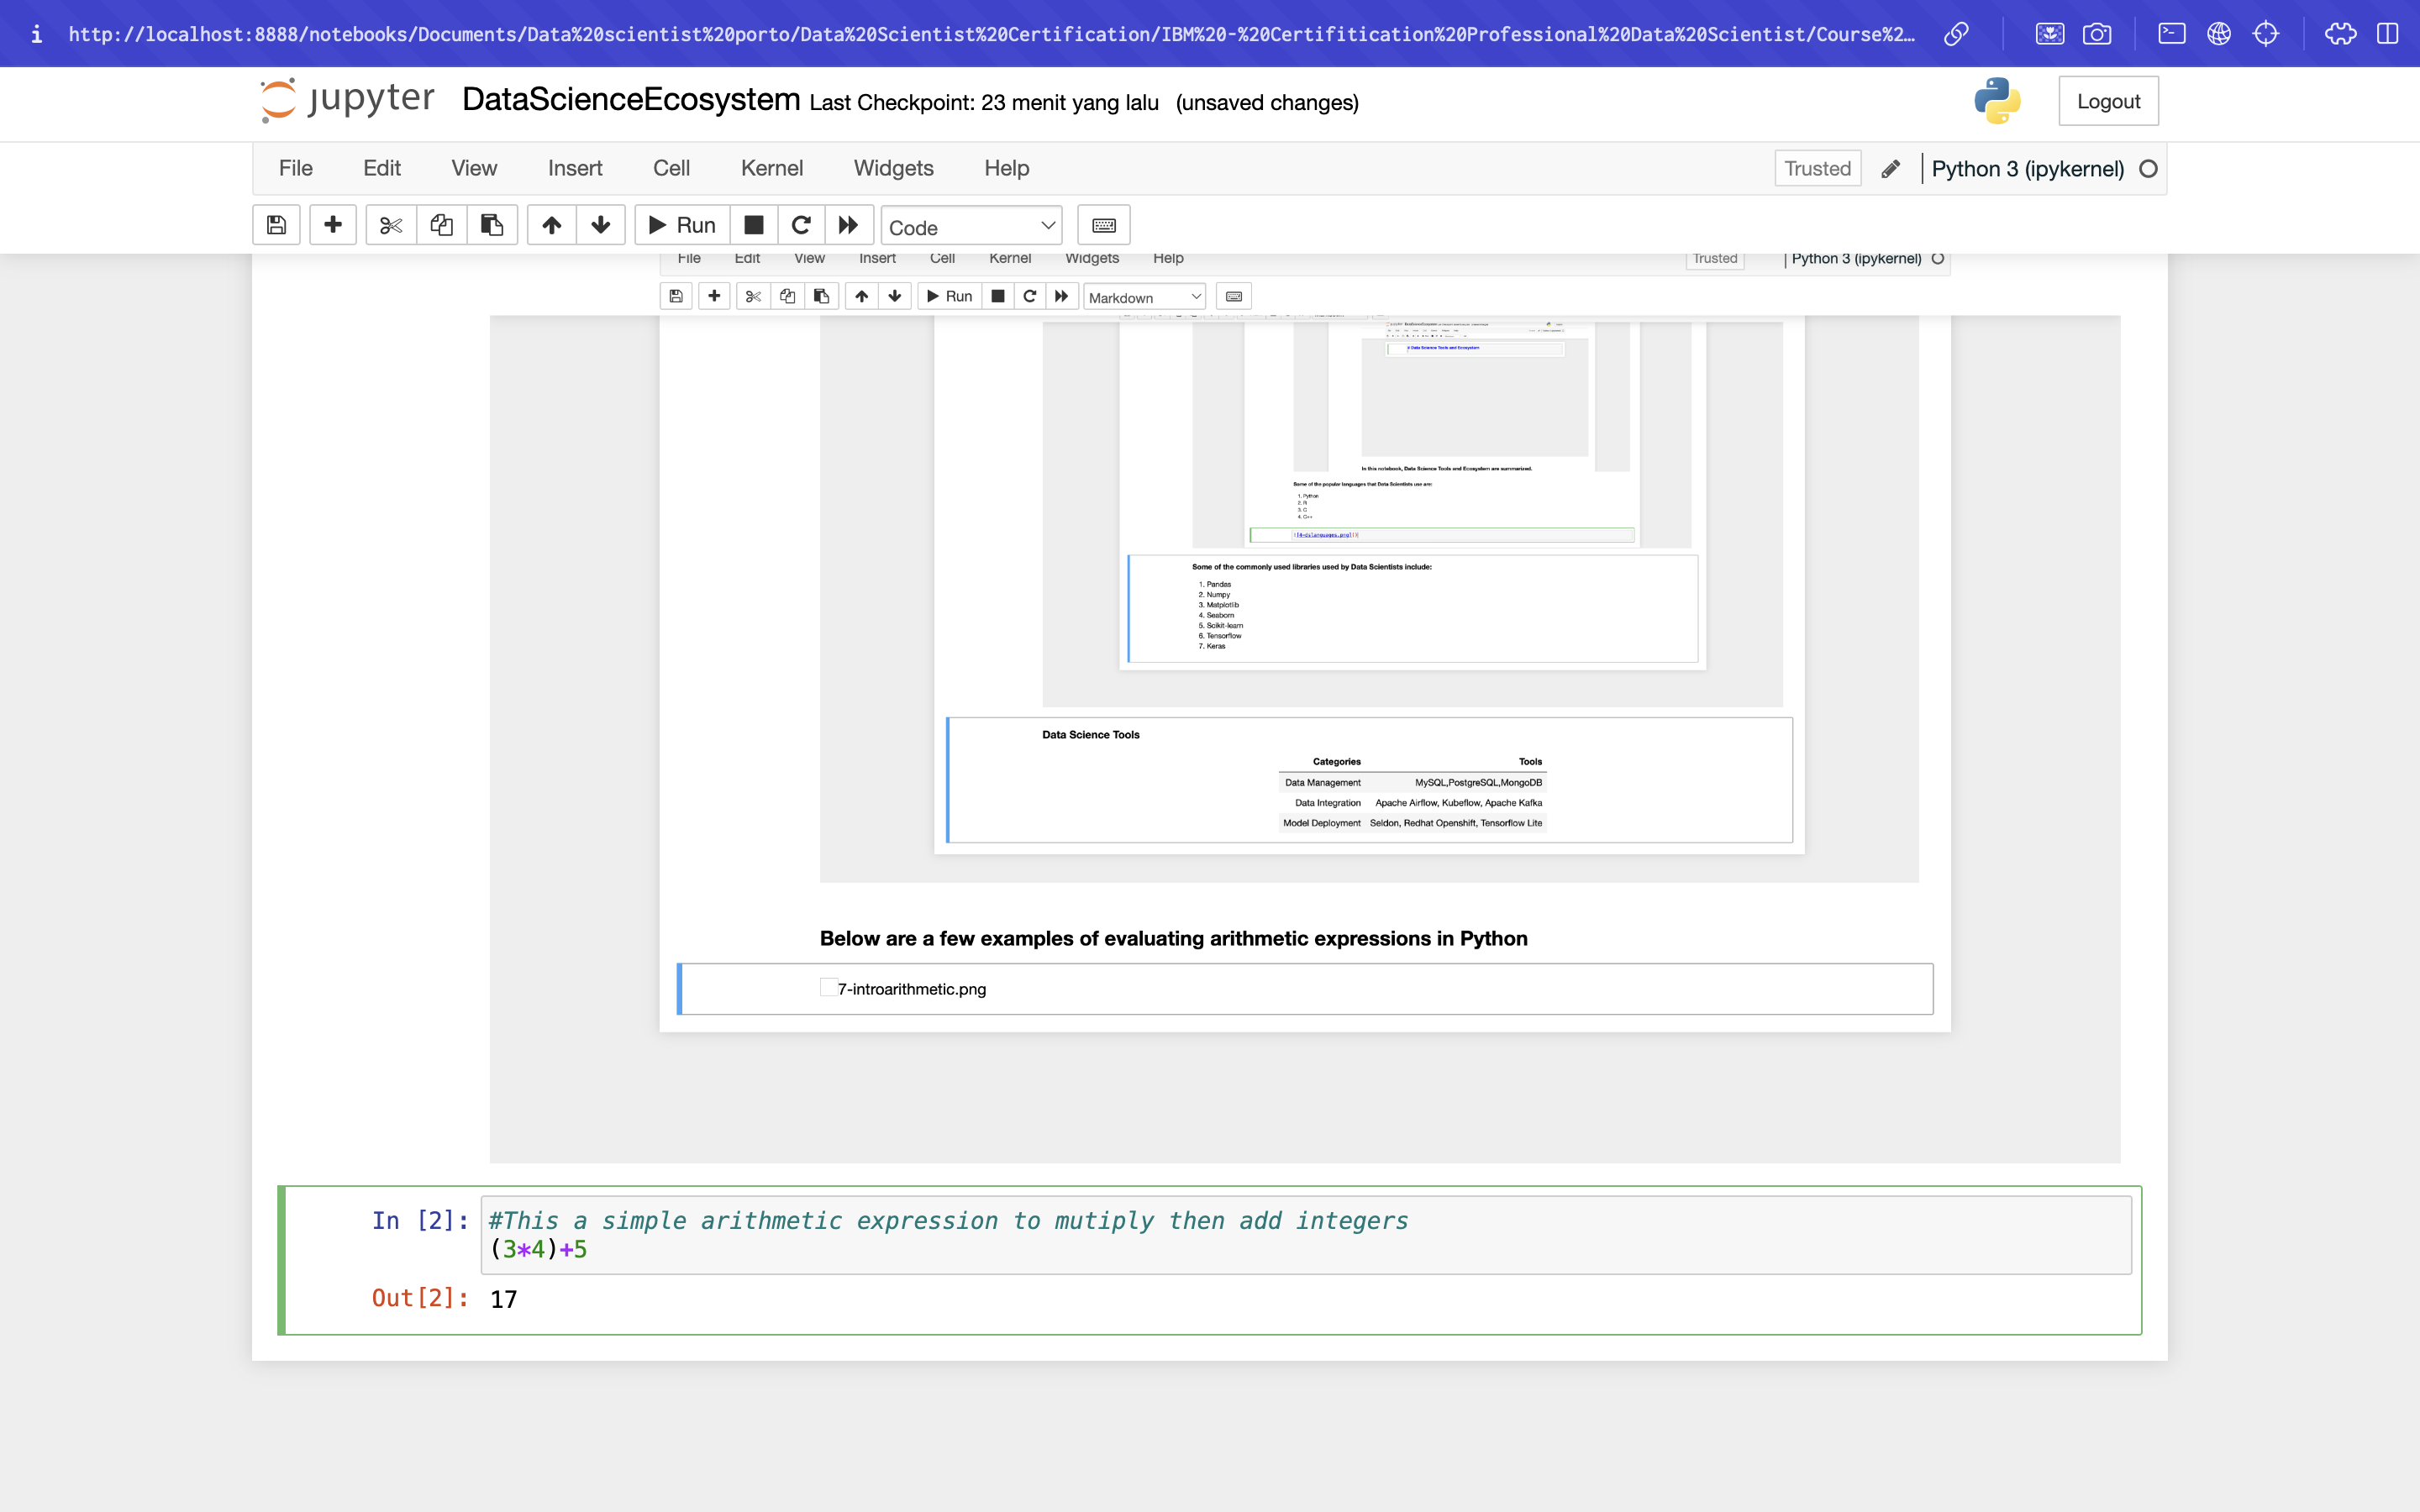 i http://localhost:8888/notebooks/Documents/Data%20scientist%20porto/Data%20Scientist%20Certification/IBM%20-%20Certifitication%20Professional%20Data%20Scientist/Course%2...
jupyter DataScienceEcosystem Last Checkpoint: 23 menit yang lalu (unsaved changes)
Logout
File Edit View Insert Cell Kernel Widgets Help Trusted Python 3 (ipykernel)
Run Code
File Edit View Insert Cell Kernel Widgets Help Trusted Python 3 (ipykernel)
Run Markdown
# Data Science Tools and Ecosystem
In this notebook, Data Science Tools and Ecosystem are summarized.
Some of the popular languages that Data Scientists use are:
1. Python
2. R
3. C
4. C++
Some of the commonly used libraries used by Data Scientists include:
1. Pandas
2. Numpy
3. Matplotlib
4. Seaborn
5. Scikit-learn
6. Tensorflow
7. Keras
Data Science Tools
Categories Tools
Data Management MySQL,PostgreSQL,MongoDB
Data Integration Apache Airflow, Kubeflow, Apache Kafka
Model Deployment Seldon, Redhat Openshift, Tensorflow Lite
Below are a few examples of evaluating arithmetic expressions in Python
7-introarithmetic.png
In [2]: #This a simple arithmetic expression to mutiply then add integers
(3*4)+5
Out[2]: 17